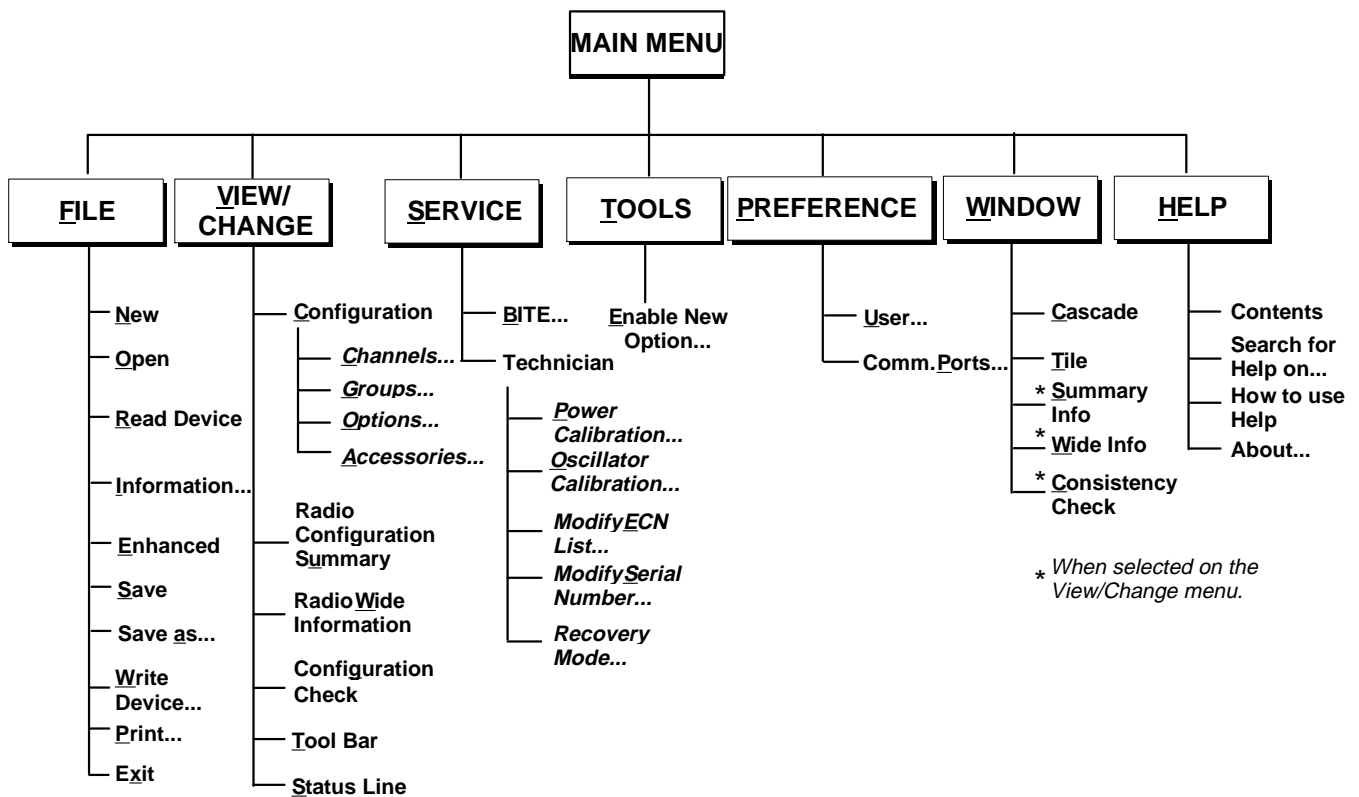 MAIN MENU
FILE
New
Open
Read Device
Information...
Enhanced
Save
Save as...
Write
Device...
Print...
Exit
VIEW/
CHANGE
Configuration
Channels...
Groups...
Options...
Accessories...
Radio
Configuration
Summary
Radio Wide
Information
Configuration
Check
Tool Bar
Status Line
SERVICE
BITE...
Technician
Power
Calibration...
Oscillator
Calibration...
Modify ECN
List...
Modify Serial
Number...
Recovery
Mode...
TOOLS
Enable New
Option...
PREFERENCE
User...
Comm. Ports...
WINDOW
Cascade
Tile
* Summary
Info
* Wide Info
* Consistency
Check
* When selected on the
View/Change menu.
HELP
Contents
Search for
Help on...
How to use
Help
About...